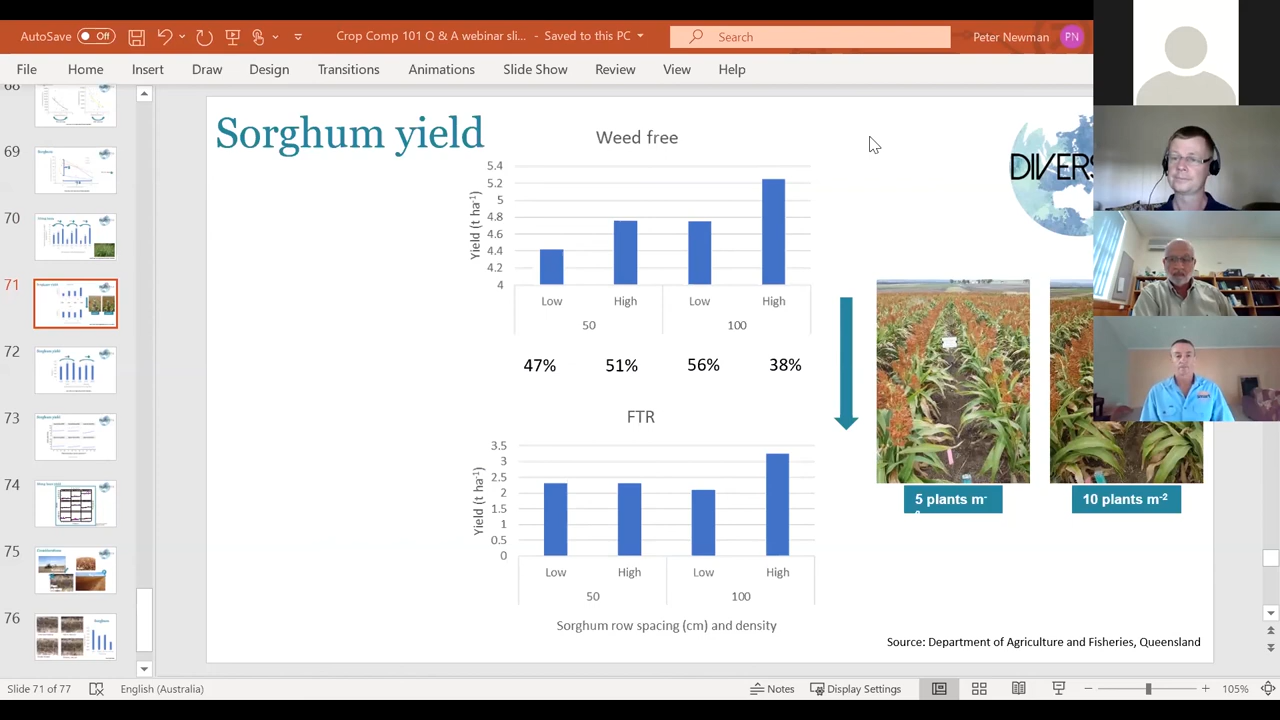 AutoSave Off Crop Comp 101 Q & A webinar sli... - Saved to this PC Search Peter Newman PN
File Home Insert Draw Design Transitions Animations Slide Show Review View Help
68
69
70
71
72
73
74
75
76
Sorghum yield
DIVERS
Weed free
Yield (t ha-1)
5.4
5.2
5
4.8
4.6
4.4
4.2
4
Low High Low High
50 100
47% 51% 56% 38%
FTR
Yield (t ha-1)
3.5
3
2.5
2
1.5
1
0.5
0
Low High Low High
50 100
Sorghum row spacing (cm) and density
5 plants m-
10 plants m-2
Source: Department of Agriculture and Fisheries, Queensland
Slide 71 of 77 English (Australia) Notes Display Settings 105%